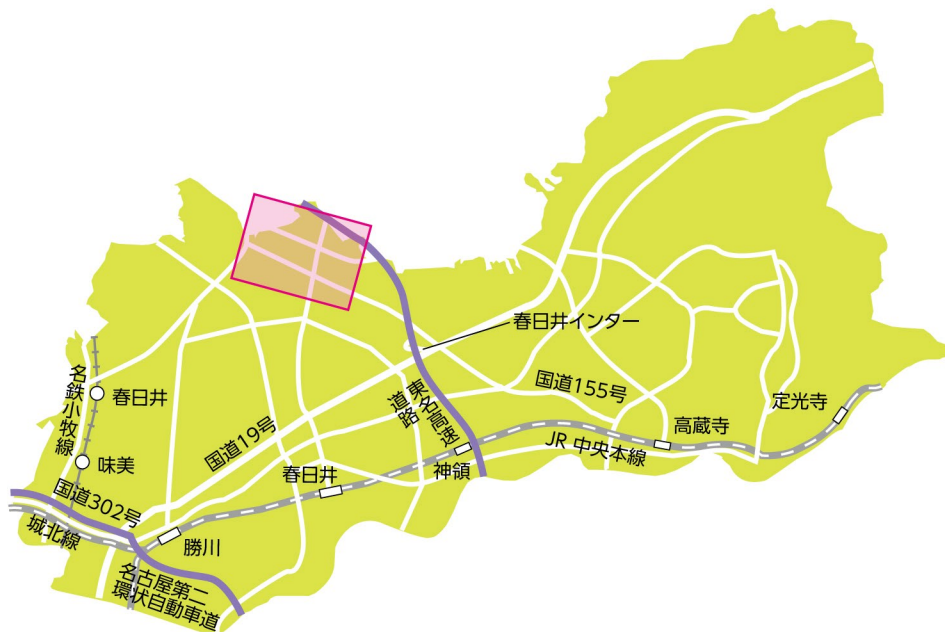 春日井インター
国道155号
定光寺
名鉄小牧線
春日井
東名高速
道路
高蔵寺
国道19号
JR 中央本線
味美
春日井
神領
国道302号
城北線
勝川
名古屋第二
環状自動車道